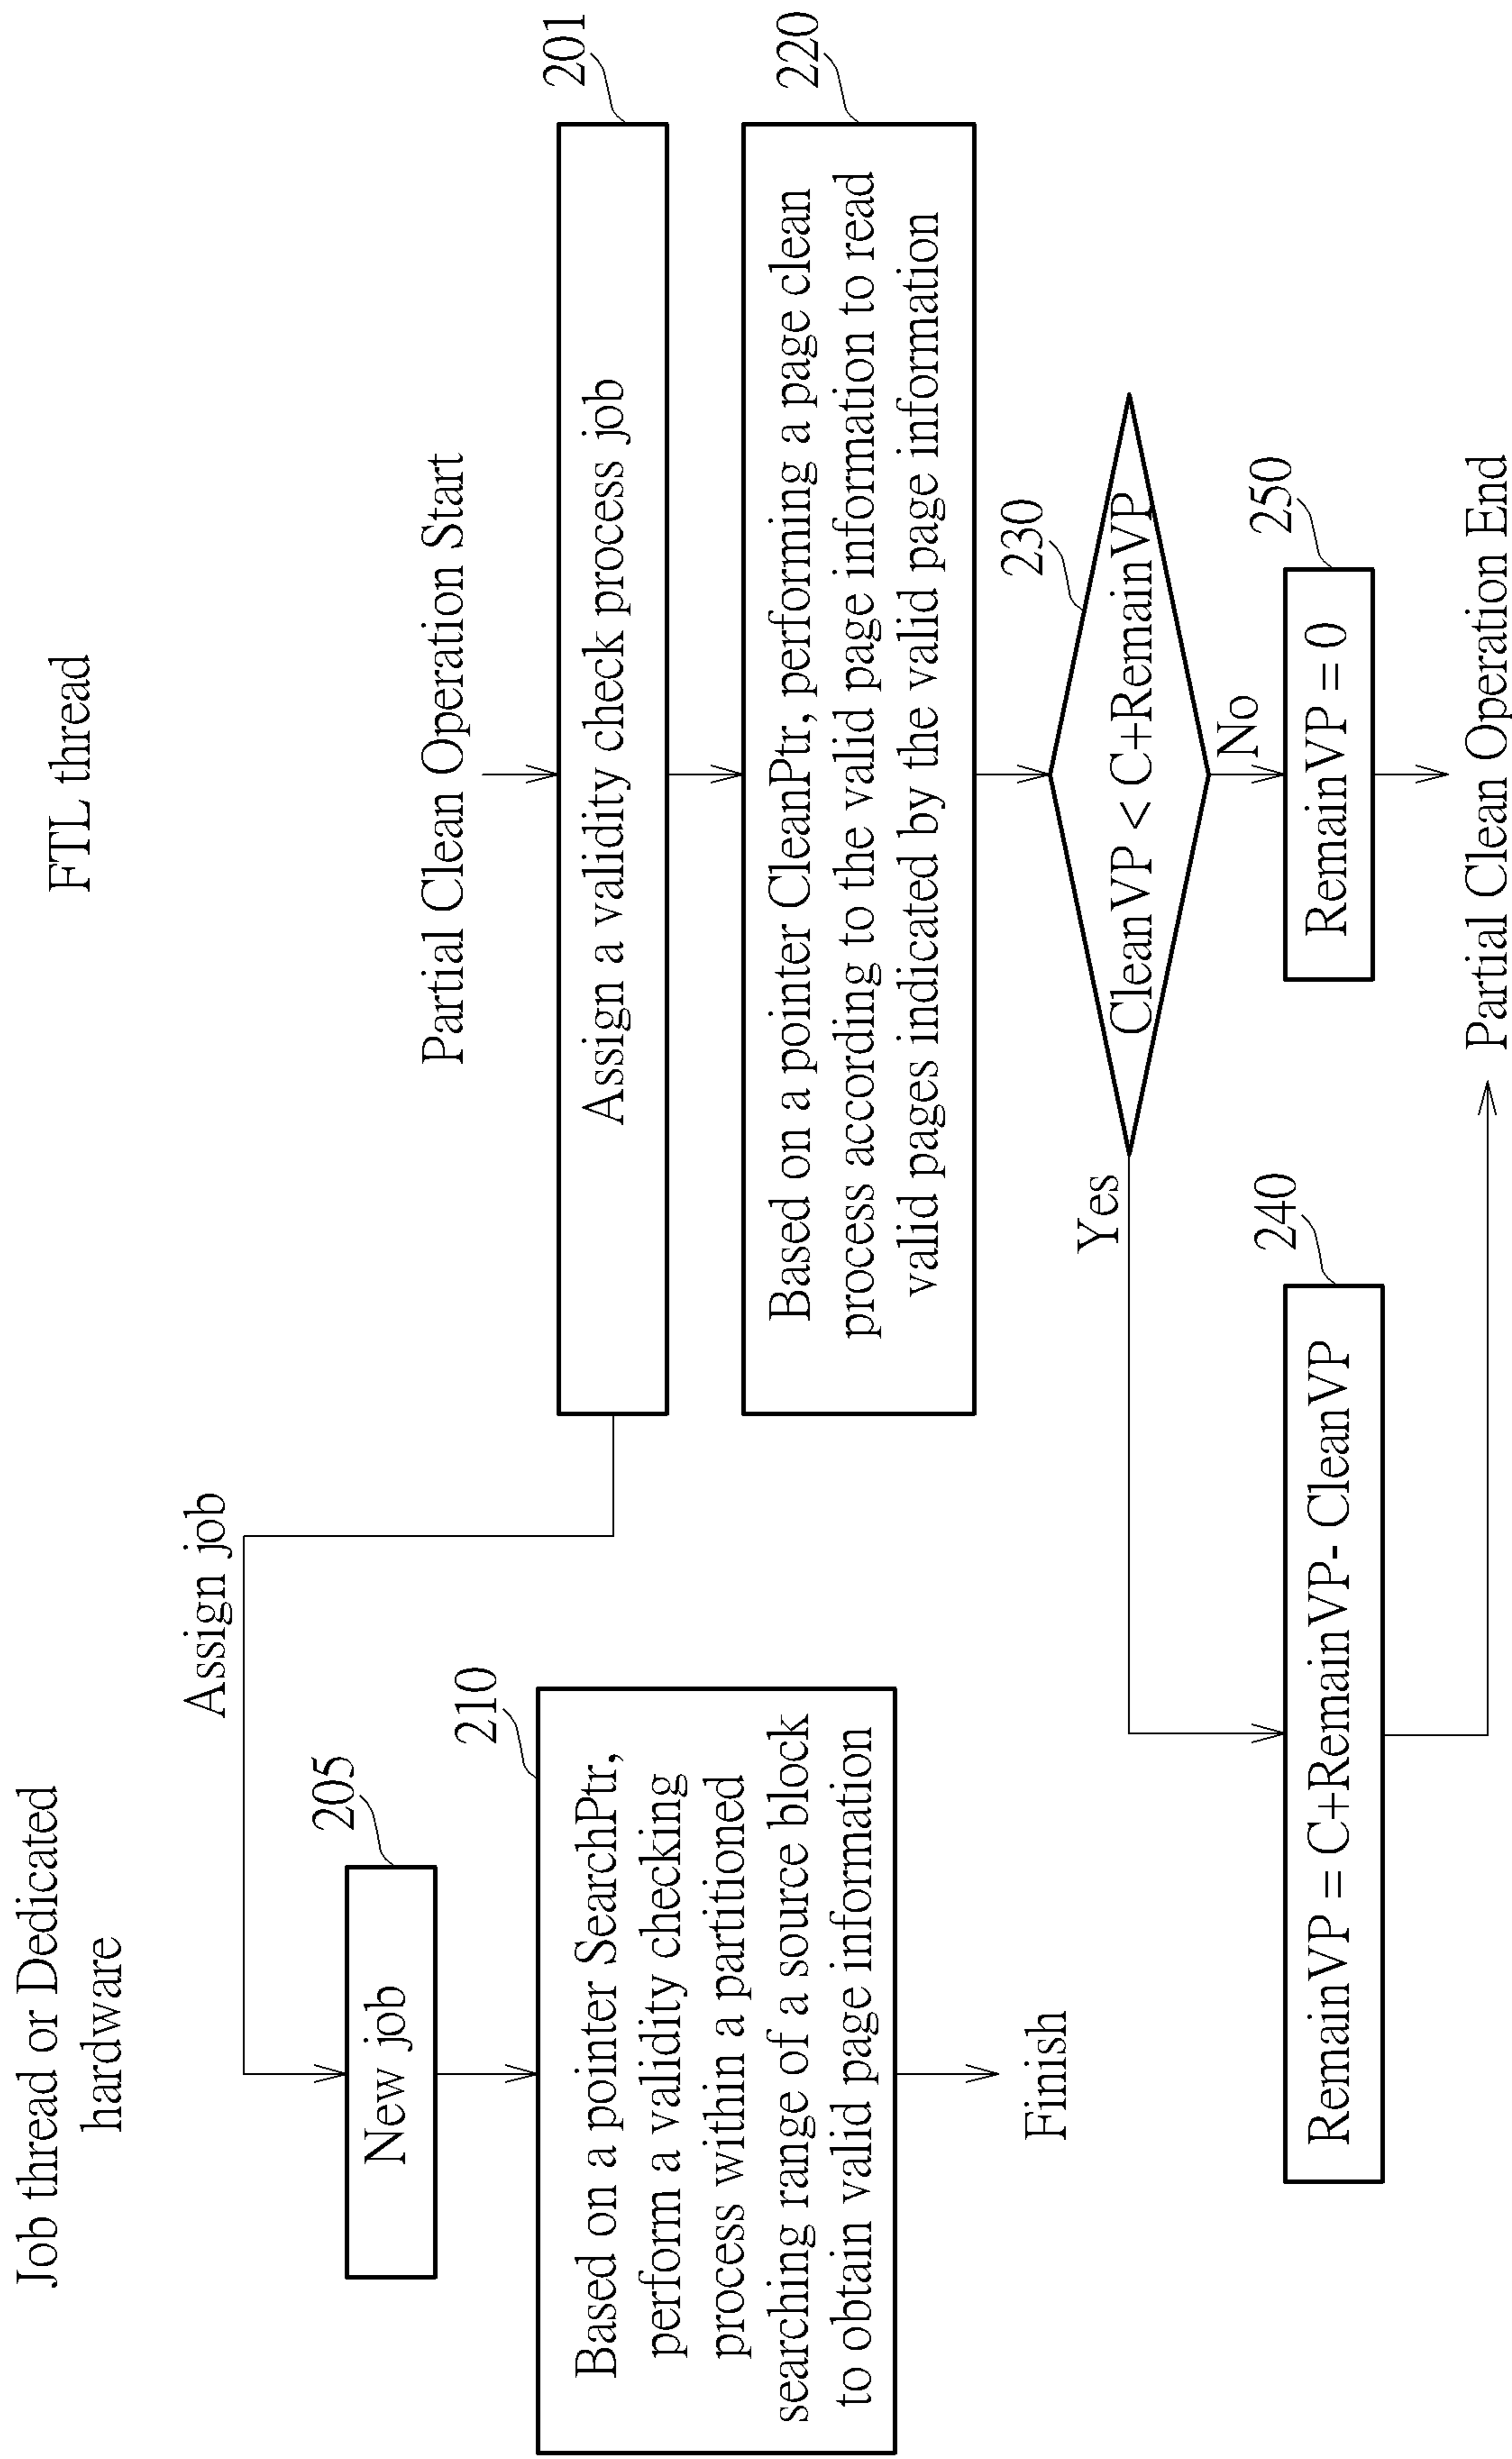 Job thread or Dedicated
hardware
FTL thread
Assign job
Partial Clean Operation Start
205
New job
201
Assign a validity check process job
210
Based on a pointer SearchPtr,
perform a validity checking
process within a partitioned
searching range of a source block
to obtain valid page information
Finish
220
Based on a pointer CleanPtr, performing a page clean
process according to the valid page information to read
valid pages indicated by the valid page information
230
CleanVP < C+RemainVP
Yes
No
240
RemainVP = C+RemainVP- CleanVP
250
RemainVP = 0
Partial Clean Operation End